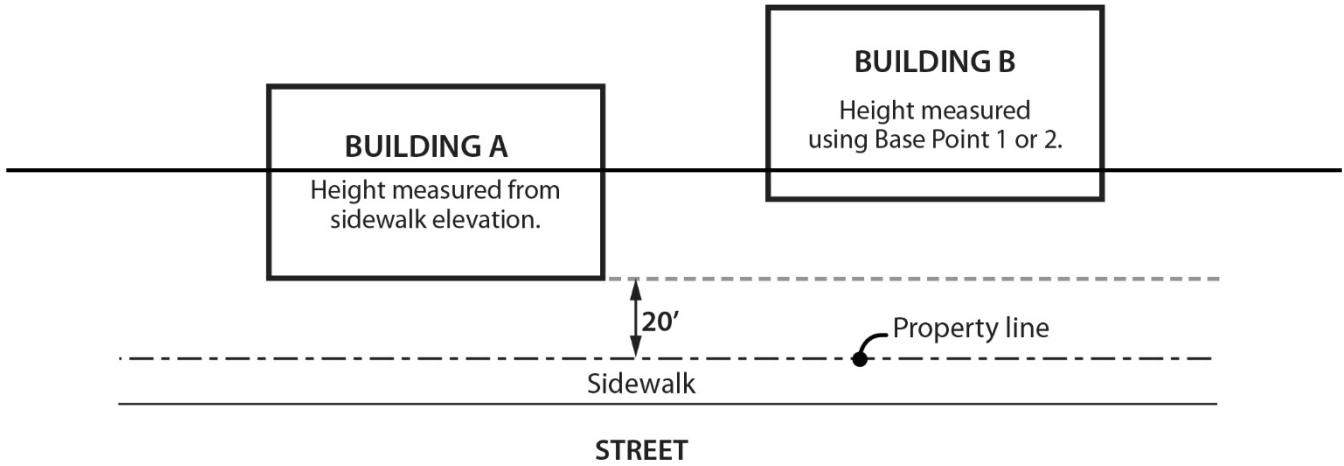 BUILDING B
Height measured
using Base Point 1 or 2.
BUILDING A
Height measured from
sidewalk elevation.
20′
Property line
Sidewalk
STREET